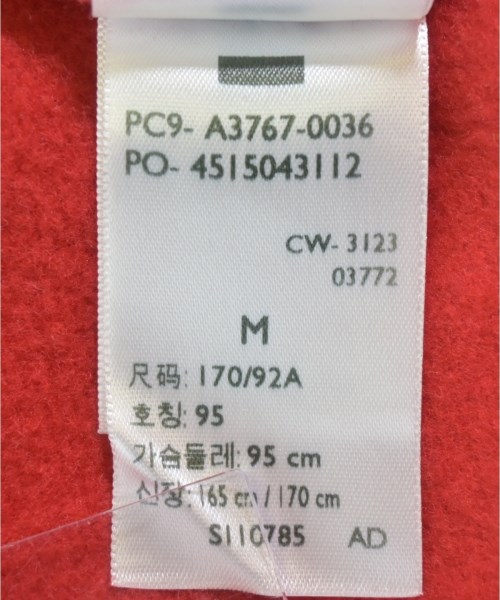 PC9- A3767-0036
PO- 4515043112
CW- 3123
03772
M
尺码: 170/92A
호칭: 95
가슴둘레: 95 cm
신장: 165 cm / 170 cm
S110785 AD